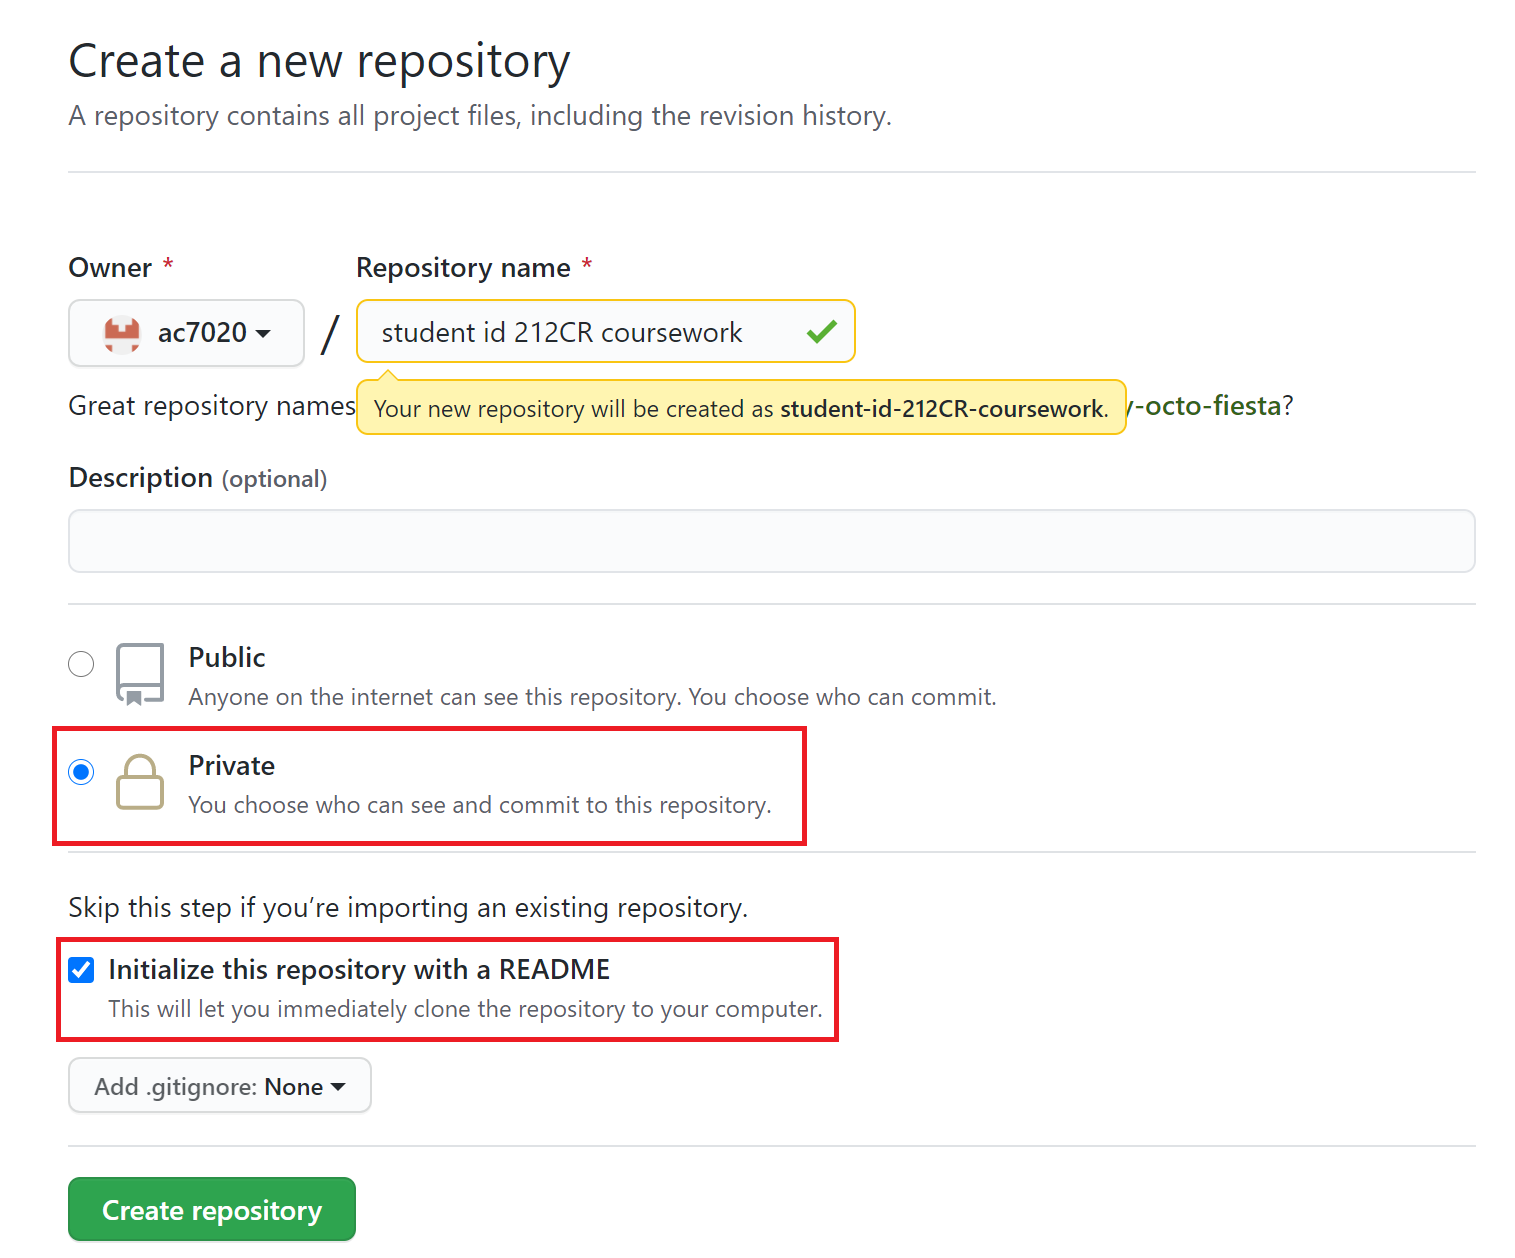 Create a new repository
A repository contains all project files, including the revision history.
Owner * Repository name *
ac7020 / student id 212CR coursework
Great repository names
Your new repository will be created as student-id-212CR-coursework.
-octo-fiesta?
Description (optional)
Public
Anyone on the internet can see this repository. You choose who can commit.
Private
You choose who can see and commit to this repository.
Skip this step if you’re importing an existing repository.
Initialize this repository with a README
This will let you immediately clone the repository to your computer.
Add .gitignore: None
Create repository